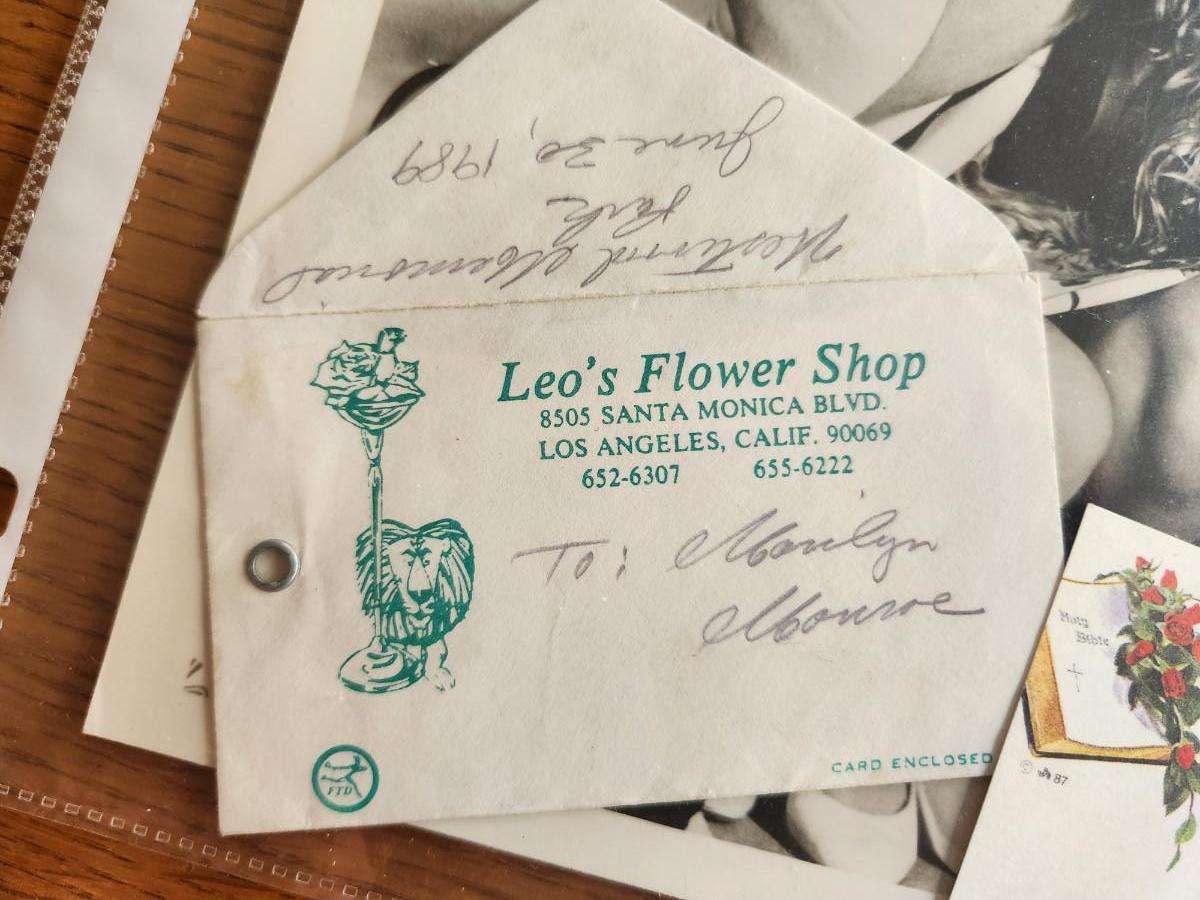 June 30, 1989
Park
Westwood Memorial
Leo's Flower Shop
8505 SANTA MONICA BLVD.
LOS ANGELES, CALIF. 90069
652-6307 655-6222
To: Marilyn
Monroe
FTD
CARD ENCLOSED
Holy
Bible
© 87